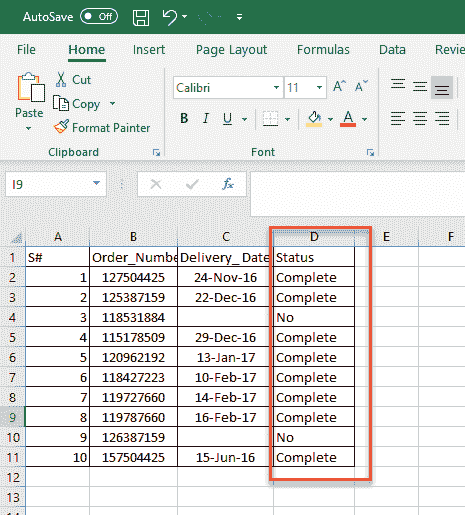 AutoSave Off
File Home Insert Page Layout Formulas Data Revie
Cut
Copy
Paste
Format Painter
Clipboard
Calibri 11 A A
B I U A
Font
I9 fx
A B C D E F
1 S# Order_Numbe Delivery_Date Status
2 1 127504425 24-Nov-16 Complete
3 2 125387159 22-Dec-16 Complete
4 3 118531884 No
5 4 115178509 29-Dec-16 Complete
6 5 120962192 13-Jan-17 Complete
7 6 118427223 10-Feb-17 Complete
8 7 119727660 14-Feb-17 Complete
9 8 119787660 16-Feb-17 Complete
10 9 126387159 No
11 10 157504425 15-Jun-16 Complete
12
13